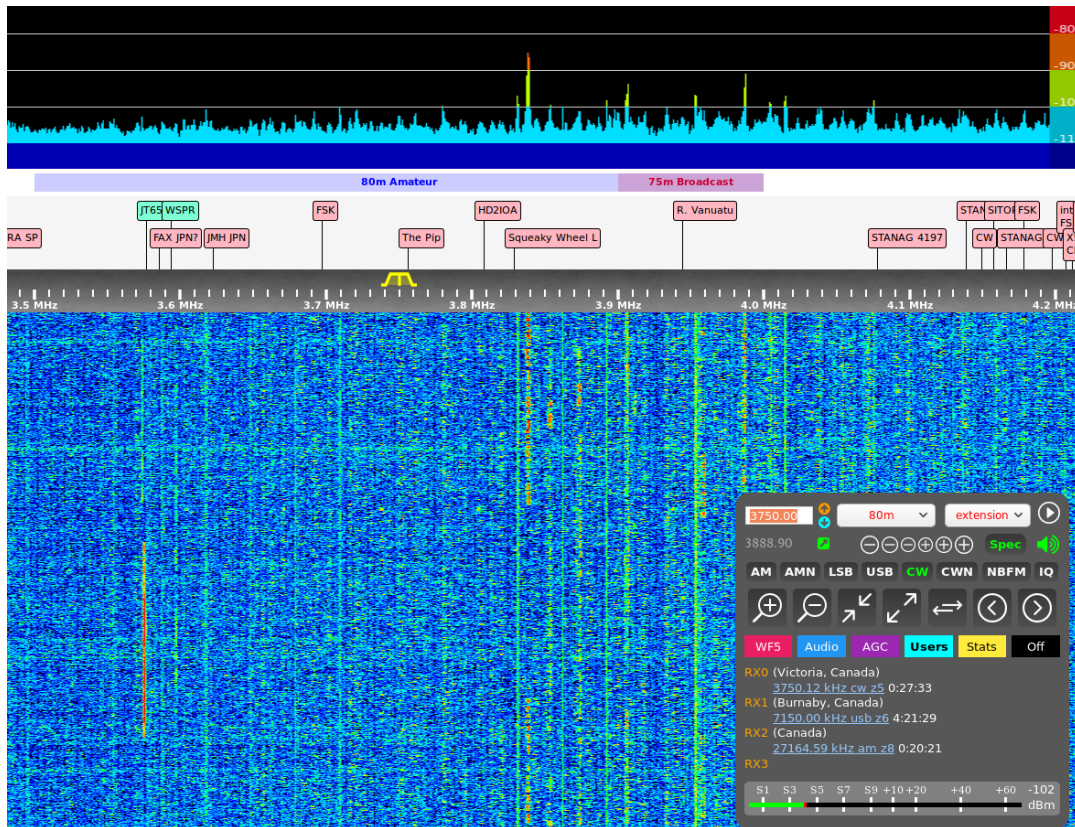 -80
-90
-10
-11
80m Amateur 75m Broadcast
JT65 WSPR FSK HD2IOA R. Vanuatu STAN SITOR FSK int
FS
RA SP FAX JPN? JMH JPN The Pip Squeaky Wheel L STANAG 4197 CW STANAG CW X
C
3.5 MHz 3.6 MHz 3.7 MHz 3.8 MHz 3.9 MHz 4.0 MHz 4.1 MHz 4.2 MHz
3750.00 80m extension
3888.90 Spec
AM AMN LSB USB CW CWN NBFM IQ
WF5 Audio AGC Users Stats Off
RX0 (Victoria, Canada)
3750.12 kHz cw z5 0:27:33
RX1 (Burnaby, Canada)
7150.00 kHz usb z6 4:21:29
RX2 (Canada)
27164.59 kHz am z8 0:20:21
RX3
S1 S3 S5 S7 S9 +10 +20 +40 +60 -102
dBm